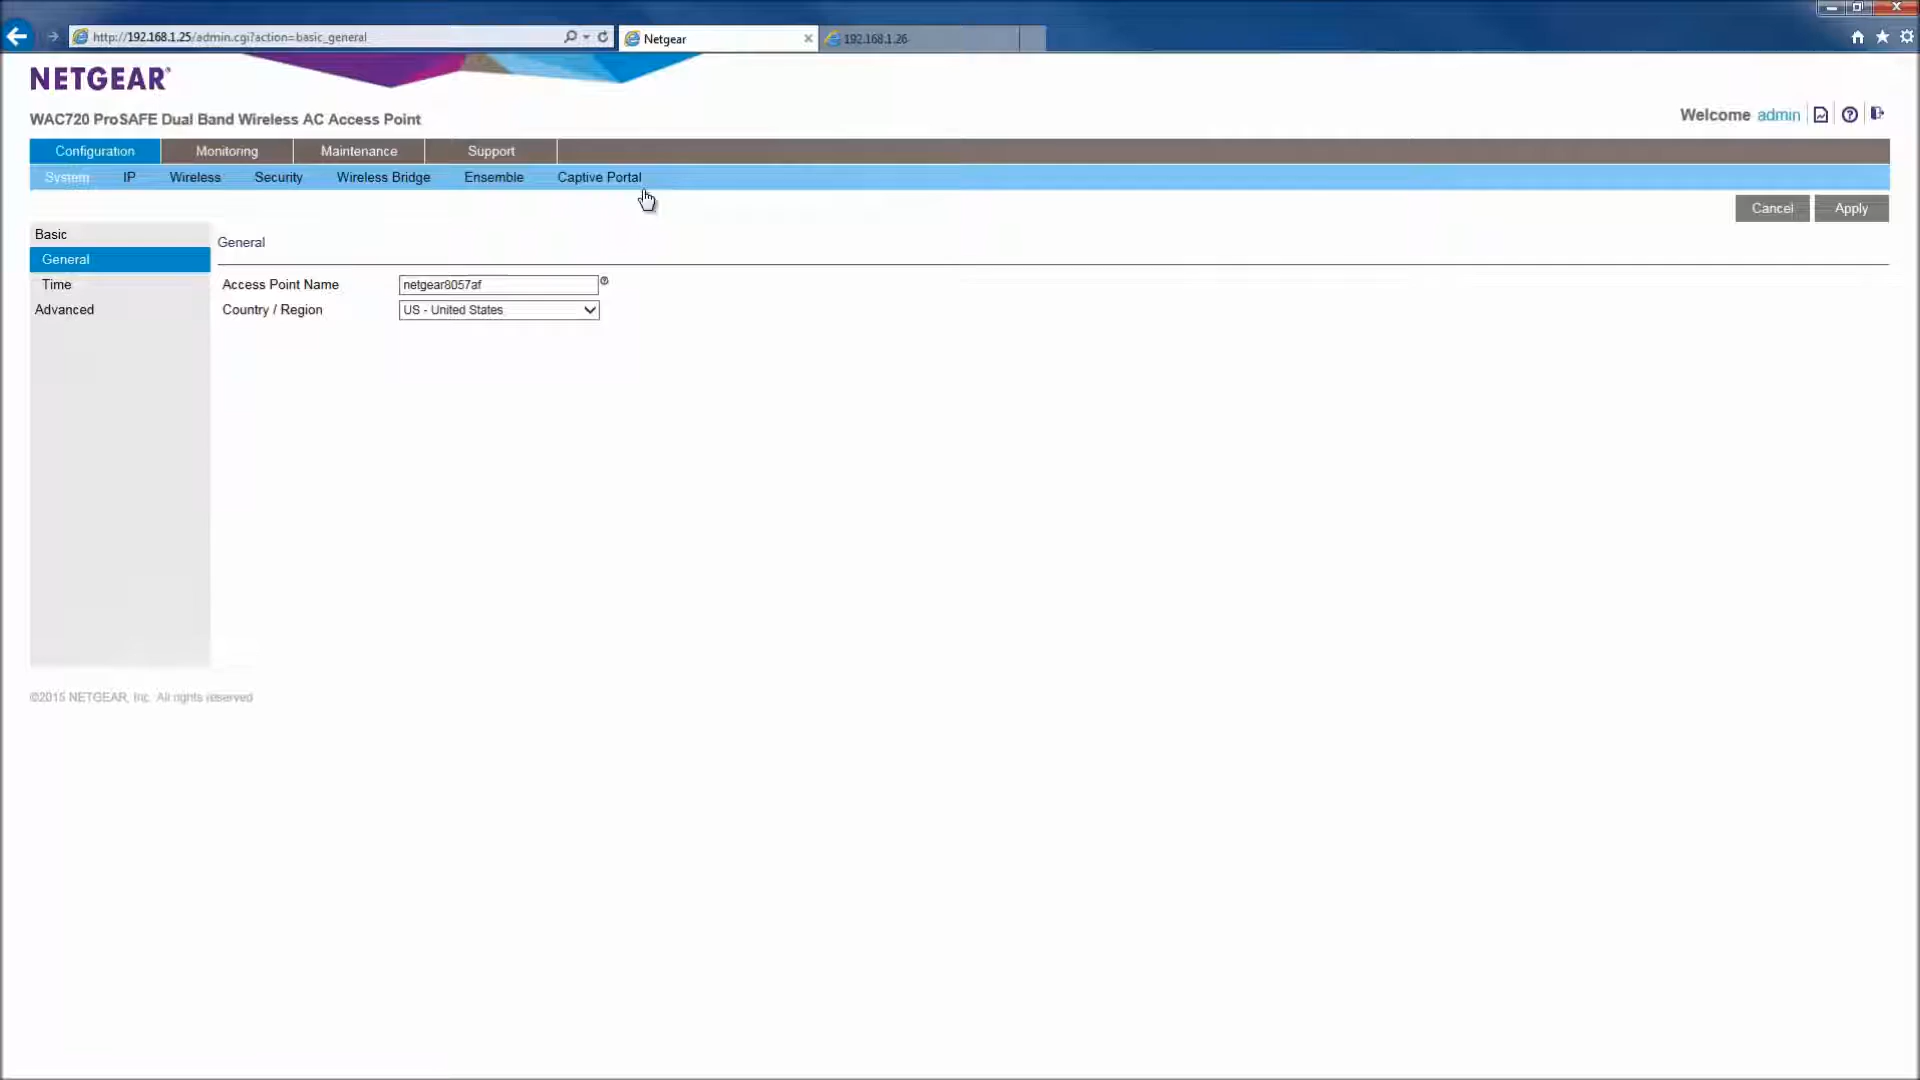 http://192.168.1.25/admin.cgi?action=basic_general
Netgear
192.168.1.26
NETGEAR®
WAC720 ProSAFE Dual Band Wireless AC Access Point
Welcome admin
Configuration Monitoring Maintenance Support
System IP Wireless Security Wireless Bridge Ensemble Captive Portal
Cancel Apply
Basic
General
Time
Advanced
General
Access Point Name netgear8057af
Country / Region US - United States
©2015 NETGEAR, Inc. All rights reserved